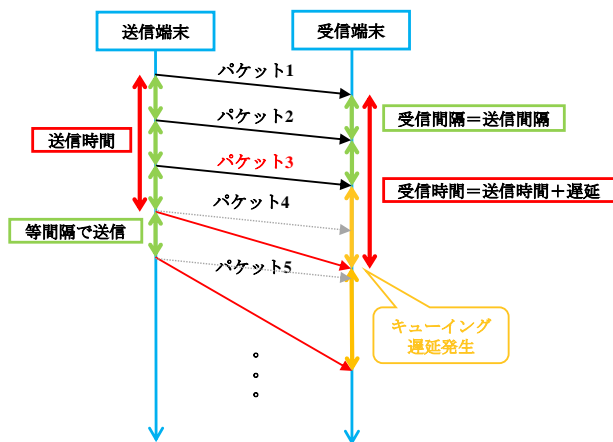 送信端末
受信端末
パケット1
パケット2
受信間隔＝送信間隔
送信時間
パケット3
受信時間＝送信時間＋遅延
パケット4
等間隔で送信
パケット5
キューイング
遅延発生
。
。
。